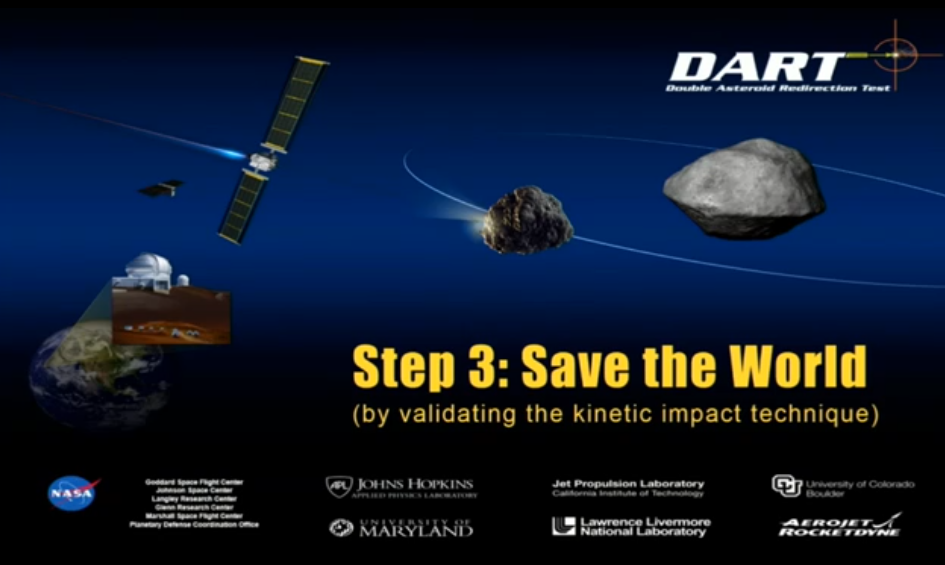 DART
Double Asteroid Redirection Test
Step 3: Save the World
(by validating the kinetic impact technique)
NASA
Goddard Space Flight Center
Johnson Space Center
Langley Research Center
Glenn Research Center
Marshall Space Flight Center
Planetary Defense Coordination Office
APL
JOHNS HOPKINS
APPLIED PHYSICS LABORATORY
UNIVERSITY OF
MARYLAND
Jet Propulsion Laboratory
California Institute of Technology
Lawrence Livermore
National Laboratory
CU
University of Colorado
Boulder
AEROJET
ROCKETDYNE